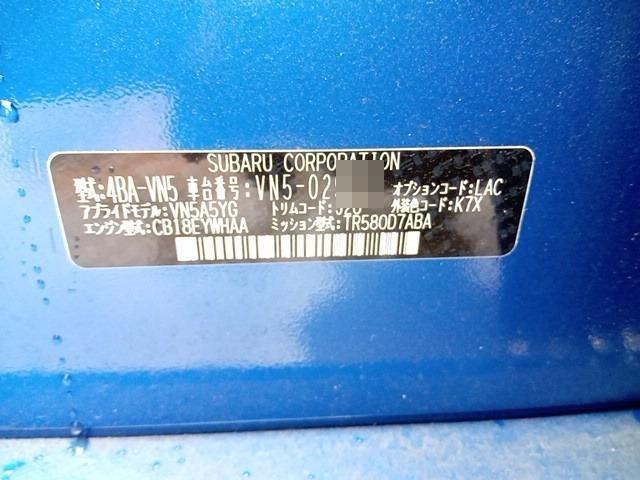 SUBARU CORPORATION
型式:4BA-VN5 車台番号:VN5-02 オプションコード:LAC
アプライドモデル:VN5A5YG トリムコード: 外装色コード:K7X
エンジン型式:CB18EYWHAA ミッション型式:TR580D7ABA